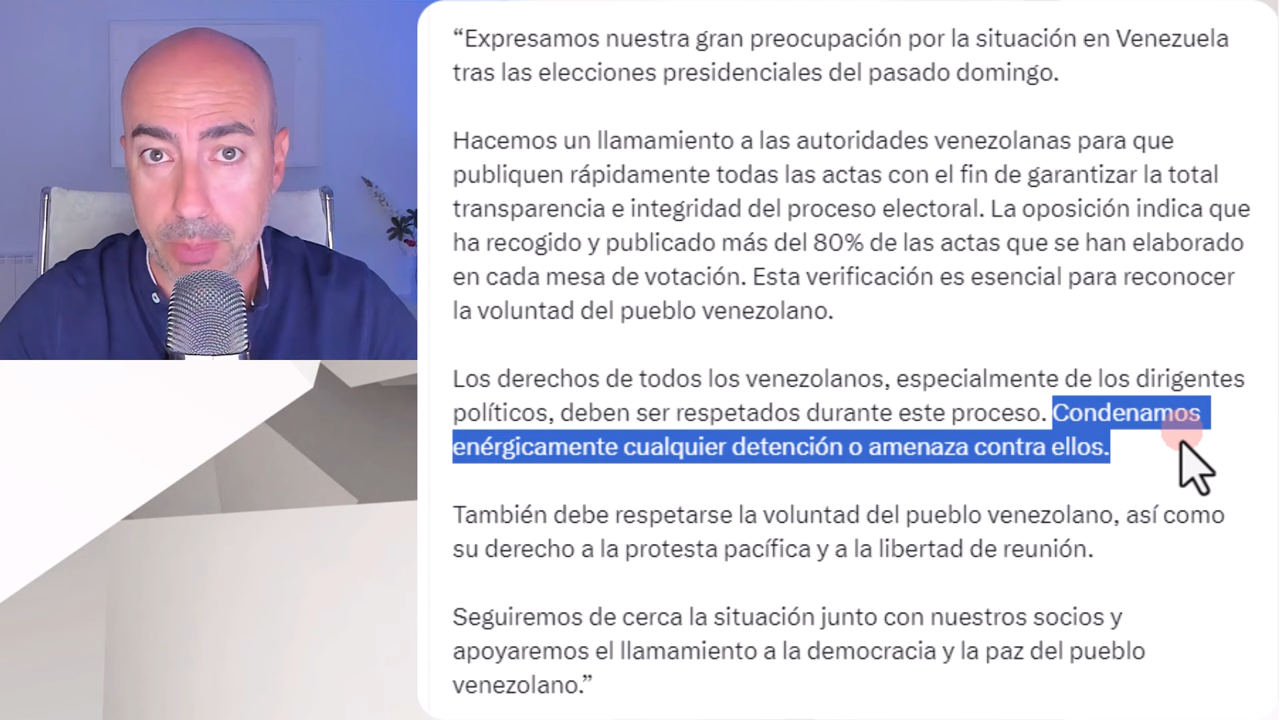 “Expresamos nuestra gran preocupación por la situación en Venezuela
tras las elecciones presidenciales del pasado domingo.
Hacemos un llamamiento a las autoridades venezolanas para que
publiquen rápidamente todas las actas con el fin de garantizar la total
transparencia e integridad del proceso electoral. La oposición indica que
ha recogido y publicado más del 80% de las actas que se han elaborado
en cada mesa de votación. Esta verificación es esencial para reconocer
la voluntad del pueblo venezolano.
Los derechos de todos los venezolanos, especialmente de los dirigentes
políticos, deben ser respetados durante este proceso. Condenamos
enérgicamente cualquier detención o amenaza contra ellos.
También debe respetarse la voluntad del pueblo venezolano, así como
su derecho a la protesta pacífica y a la libertad de reunión.
Seguiremos de cerca la situación junto con nuestros socios y
apoyaremos el llamamiento a la democracia y la paz del pueblo
venezolano.”